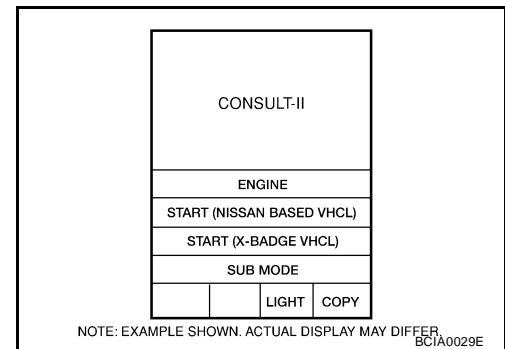 CONSULT-II
ENGINE
START (NISSAN BASED VHCL)
START (X-BADGE VHCL)
SUB MODE
LIGHT COPY
NOTE: EXAMPLE SHOWN. ACTUAL DISPLAY MAY DIFFER.
BCIA0029E